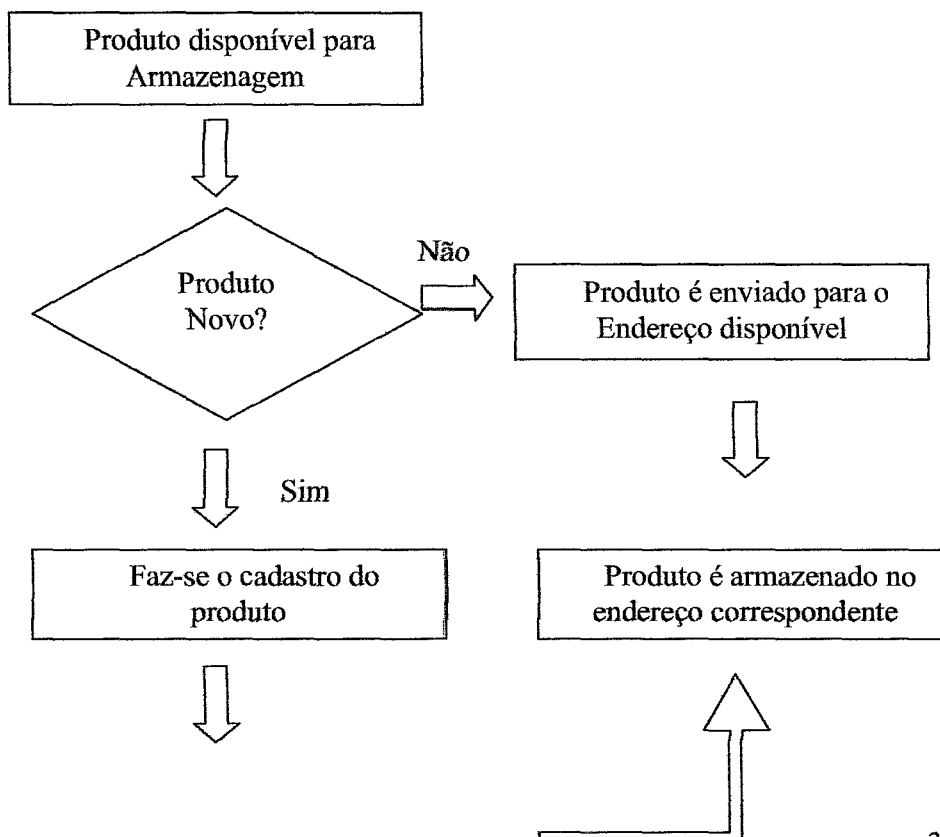 Produto disponível para
Armazenagem
Produto
Novo?
Não
Produto é enviado para o
Endereço disponível
Sim
Faz-se o cadastro do
produto
Produto é armazenado no
endereço correspondente